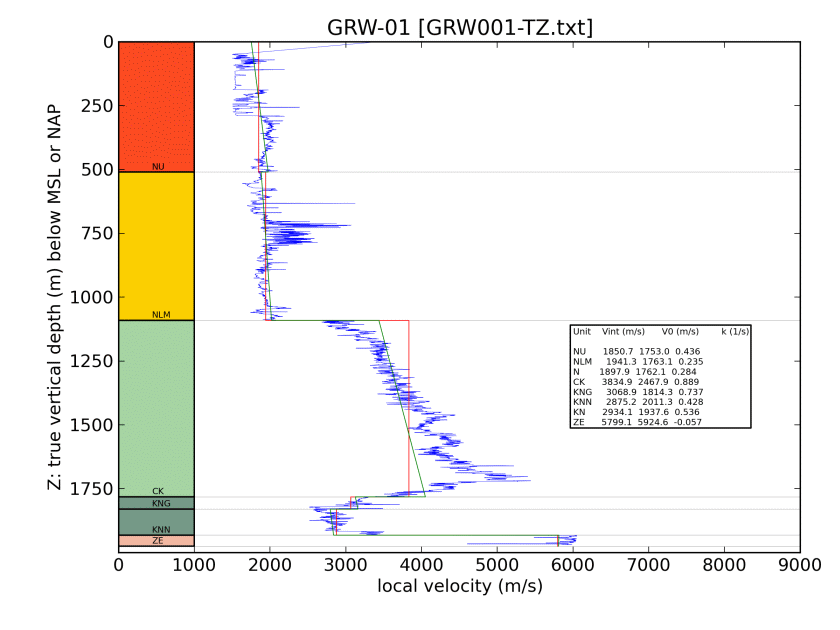 GRW-01 [GRW001-TZ.txt]
Z: true vertical depth (m) below MSL or NAP
0
250
500
750
1000
1250
1500
1750
NU
NLM
CK
KNG
KNN
ZE
Unit Vint (m/s) V0 (m/s) k (1/s)
NU 1850.7 1753.0 0.436
NLM 1941.3 1763.1 0.235
N 1897.9 1762.1 0.284
CK 3834.9 2467.9 0.889
KNG 3068.9 1814.3 0.737
KNN 2875.2 2011.3 0.428
KN 2934.1 1937.6 0.536
ZE 5799.1 5924.6 -0.057
0 1000 2000 3000 4000 5000 6000 7000 8000 9000
local velocity (m/s)